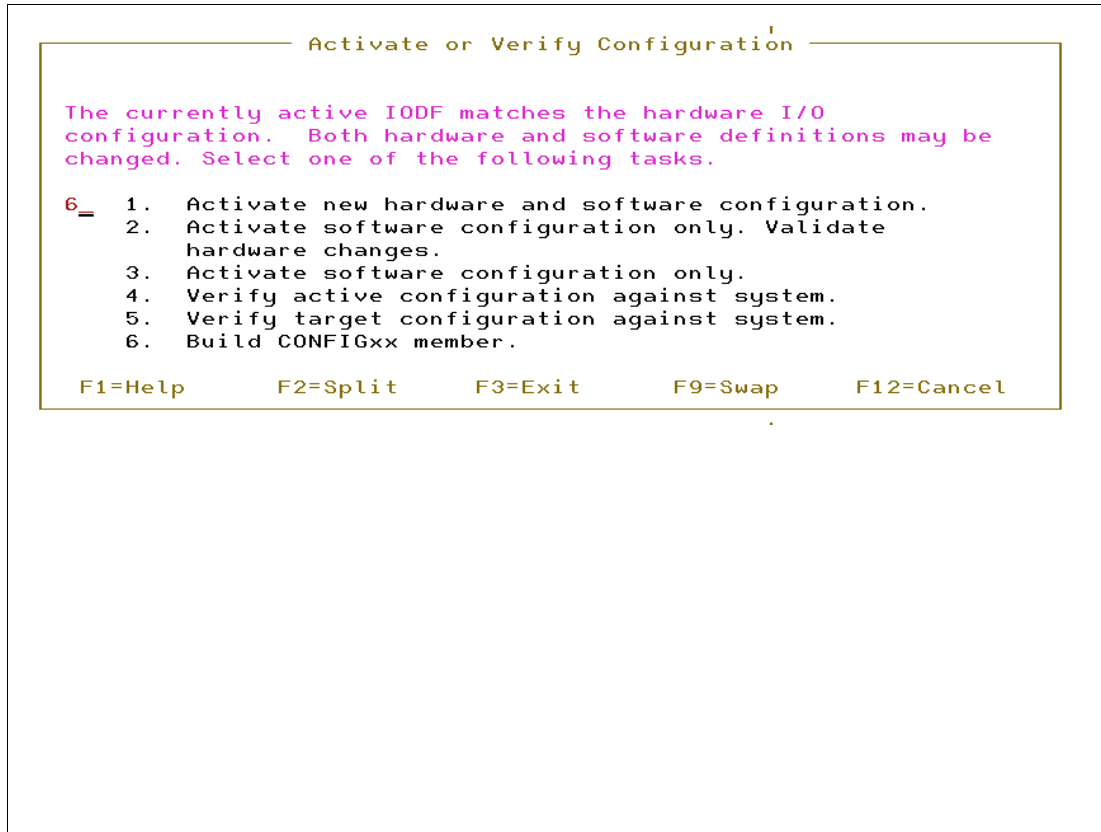 Activate or Verify Configuration
The currently active IODF matches the hardware I/O
configuration.  Both hardware and software definitions may be
changed. Select one of the following tasks.
6_  1.  Activate new hardware and software configuration.
2.  Activate software configuration only. Validate
hardware changes.
3.  Activate software configuration only.
4.  Verify active configuration against system.
5.  Verify target configuration against system.
6.  Build CONFIGxx member.
F1=Help      F2=Split     F3=Exit      F9=Swap     F12=Cancel